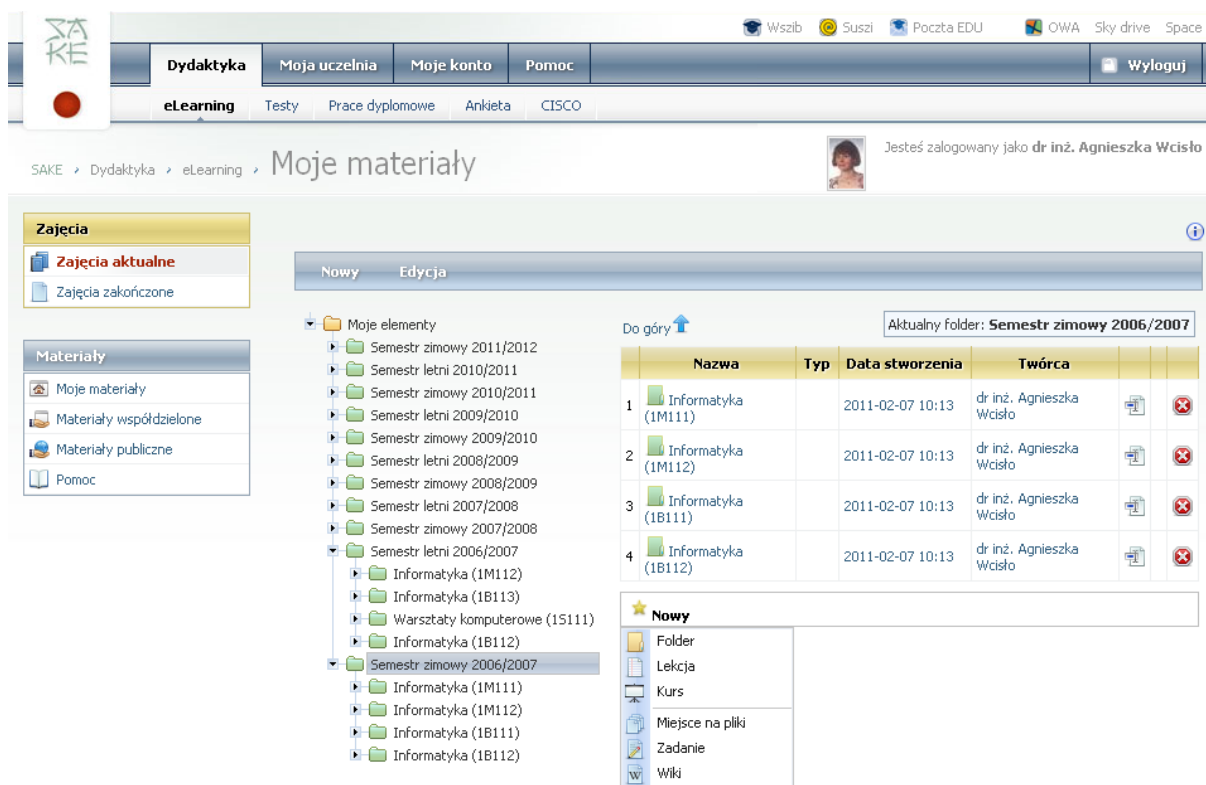 ZAKE
Wszib Suszi Poczta EDU OWA Sky drive Space
Dydaktyka Moja uczelnia Moje konto Pomoc Wyloguj
eLearning Testy Prace dyplomowe Ankieta CISCO
SAKE › Dydaktyka › eLearning › Moje materiały
Jesteś zalogowany jako dr inż. Agnieszka Wcisło
Zajęcia
Zajęcia aktualne
Zajęcia zakończone
Materiały
Moje materiały
Materiały współdzielone
Materiały publiczne
Pomoc
Nowy Edycja
Moje elementy
Semestr zimowy 2011/2012
Semestr letni 2010/2011
Semestr zimowy 2010/2011
Semestr letni 2009/2010
Semestr zimowy 2009/2010
Semestr letni 2008/2009
Semestr zimowy 2008/2009
Semestr letni 2007/2008
Semestr zimowy 2007/2008
Semestr letni 2006/2007
Informatyka (1M112)
Informatyka (1B113)
Warsztaty komputerowe (1S111)
Informatyka (1B112)
Semestr zimowy 2006/2007
Informatyka (1M111)
Informatyka (1M112)
Informatyka (1B111)
Informatyka (1B112)
Do góry
Aktualny folder: Semestr zimowy 2006/2007
Nazwa Typ Data stworzenia Twórca
1 Informatyka (1M111) 2011-02-07 10:13 dr inż. Agnieszka Wcisło
2 Informatyka (1M112) 2011-02-07 10:13 dr inż. Agnieszka Wcisło
3 Informatyka (1B111) 2011-02-07 10:13 dr inż. Agnieszka Wcisło
4 Informatyka (1B112) 2011-02-07 10:13 dr inż. Agnieszka Wcisło
Nowy
Folder
Lekcja
Kurs
Miejsce na pliki
Zadanie
Wiki